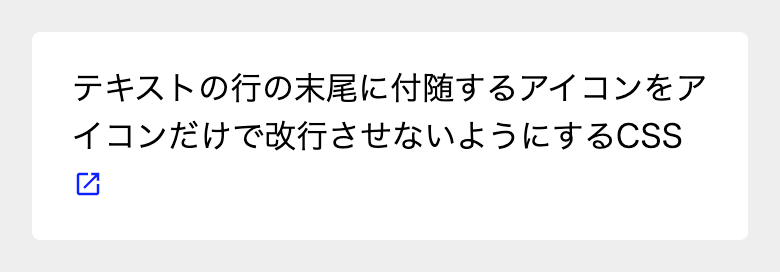 テキストの行の末尾に付随するアイコンをア
イコンだけで改行させないようにするCSS